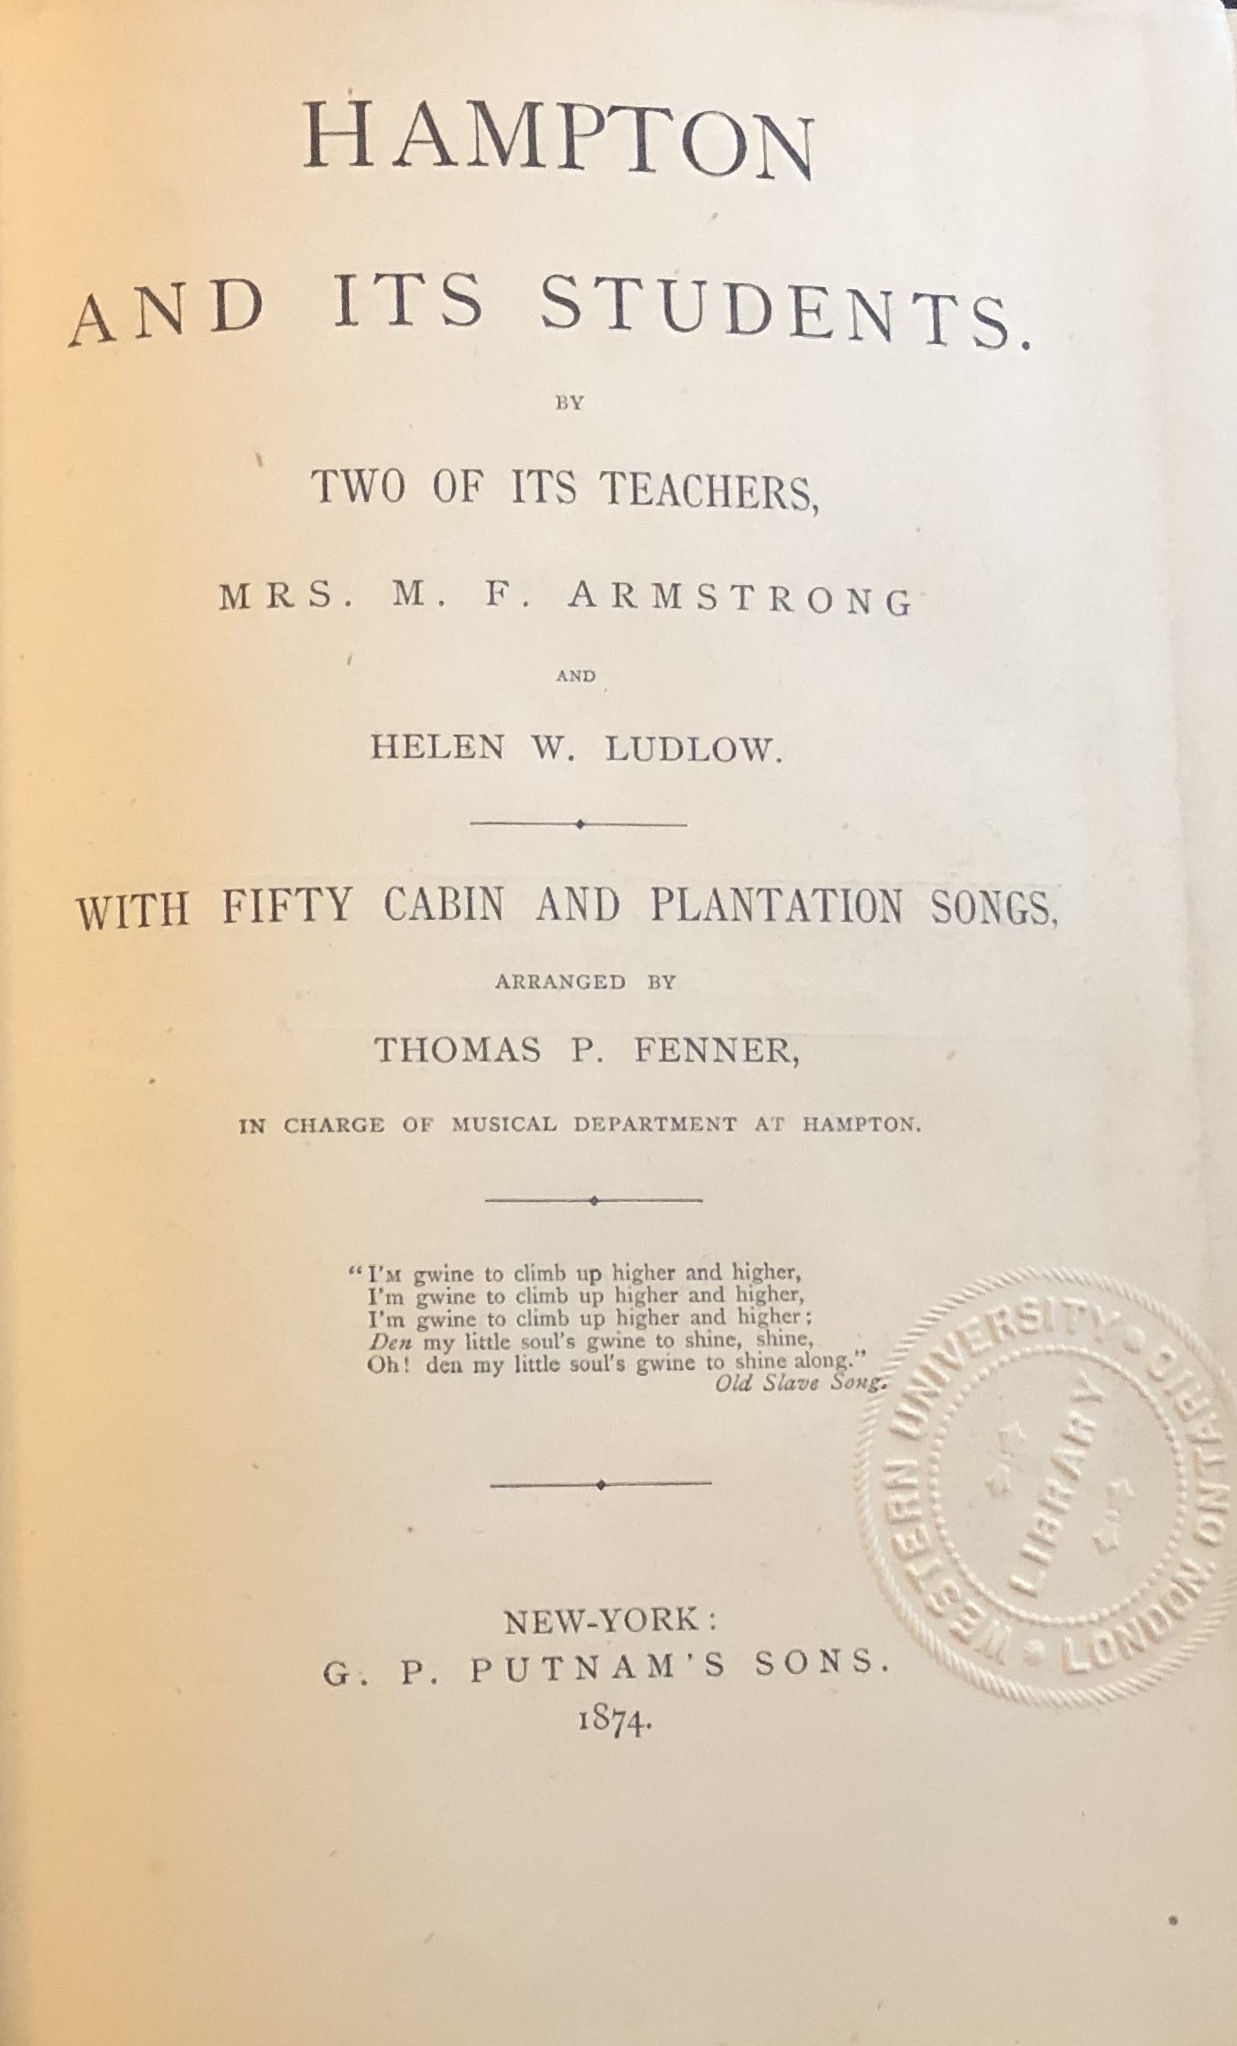 HAMPTON
AND ITS STUDENTS.
BY
TWO OF ITS TEACHERS,
MRS. M. F. ARMSTRONG
AND
HELEN W. LUDLOW.
WITH FIFTY CABIN AND PLANTATION SONGS,
ARRANGED BY
THOMAS P. FENNER,
IN CHARGE OF MUSICAL DEPARTMENT AT HAMPTON.
"I'M gwine to climb up higher and higher,
I'm gwine to climb up higher and higher,
I'm gwine to climb up higher and higher;
Den my little soul's gwine to shine, shine,
Oh! den my little soul's gwine to shine along."
Old Slave Song.
WESTERN UNIVERSITY • LONDON, ONTARIO •
LIBRARY
NEW-YORK:
G. P. PUTNAM'S SONS.
1874.